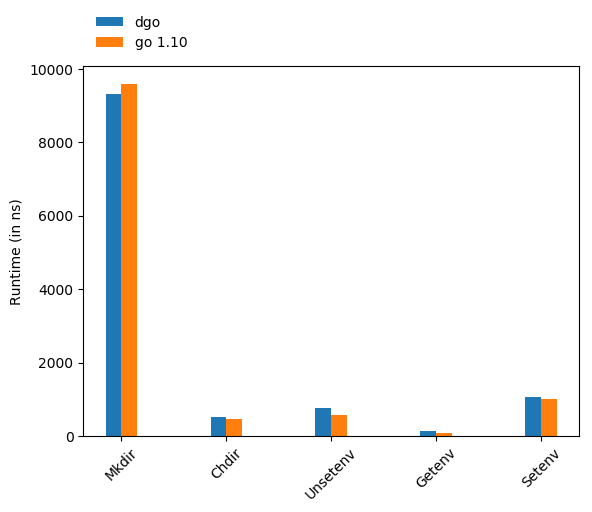 dgo
go 1.10
10000
8000
6000
4000
2000
0
Runtime (in ns)
Mkdir
Chdir
Unsetenv
Getenv
Setenv